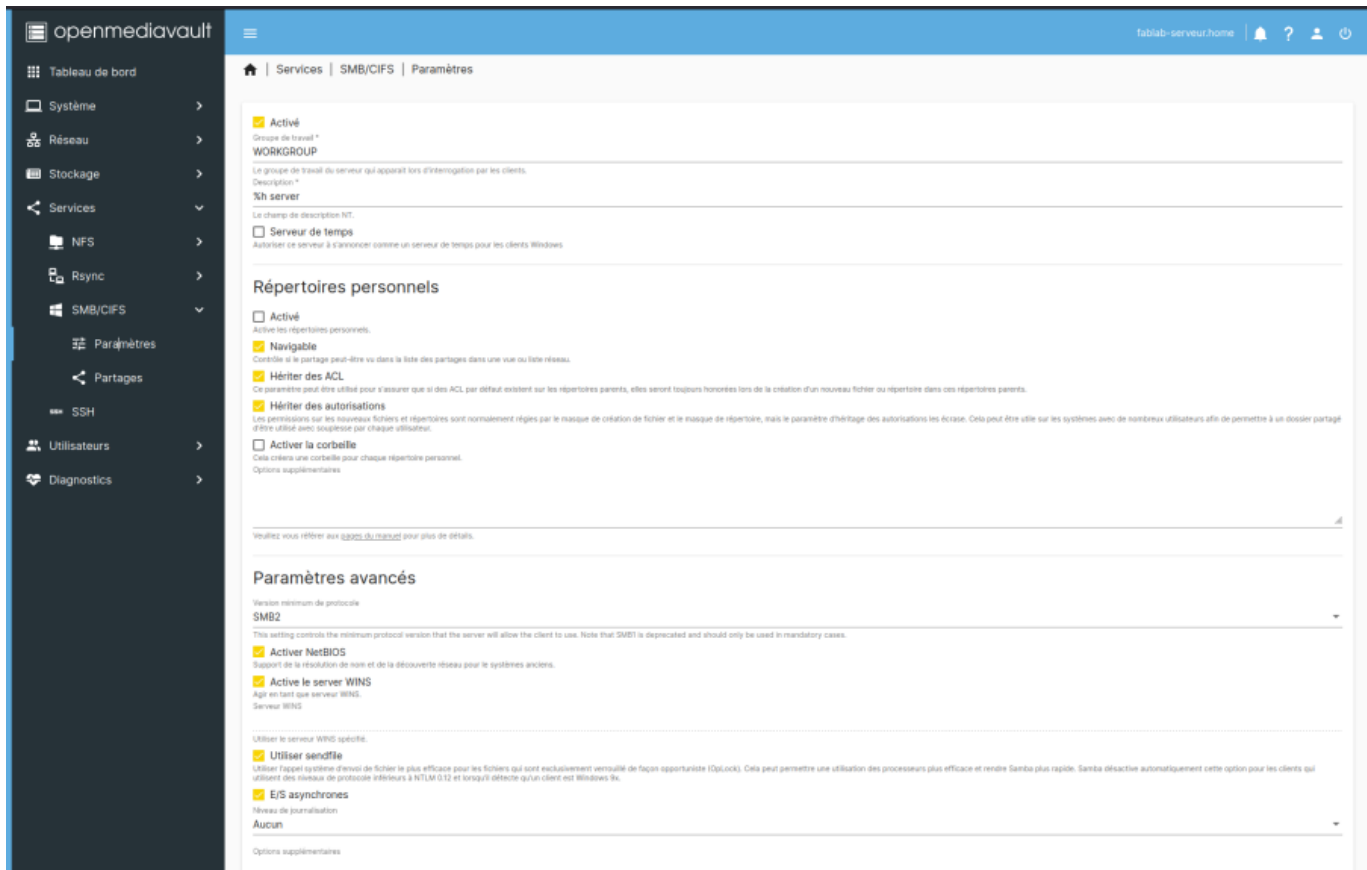 openmediavault
fablab-serveur.home
Tableau de bord
Système
Réseau
Stockage
Services
NFS
Rsync
SMB/CIFS
Paramètres
Partages
SSH
Utilisateurs
Diagnostics
| Services | SMB/CIFS | Paramètres
Activé
Groupe de travail *
WORKGROUP
Le groupe de travail du serveur qui apparait lors d'interrogation par les clients.
Description *
%h server
Le champ de description NT.
Serveur de temps
Autoriser ce serveur à s'annoncer comme un serveur de temps pour les clients Windows
Répertoires personnels
Activé
Active les répertoires personnels.
Navigable
Contrôle si le partage peut-être vu dans la liste des partages dans une vue ou liste réseau.
Hériter des ACL
Ce paramètre peut être utilisé pour s'assurer que si des ACL par défaut existent sur les répertoires parents, elles seront toujours honorées lors de la création d'un nouveau fichier ou répertoire dans ces répertoires parents.
Hériter des autorisations
Les permissions sur les nouveaux fichiers et répertoires sont normalement régies par le masque de création de fichier et le masque de répertoire, mais le paramètre d'héritage des autorisations les écrase. Cela peut être utile sur les systèmes avec de nombreux utilisateurs afin de permettre à un dossier partagé
d'être utilisé avec souplesse par chaque utilisateur.
Activer la corbeille
Cela créera une corbeille pour chaque répertoire personnel.
Options supplémentaires
Veuillez vous référer aux pages du manuel pour plus de détails.
Paramètres avancés
Version minimum de protocole
SMB2
This setting controls the minimum protocol version that the server will allow the client to use. Note that SMB1 is deprecated and should only be used in mandatory cases.
Activer NetBIOS
Support de la résolution de nom et de la découverte réseau pour le systèmes anciens.
Active le server WINS
Agir en tant que serveur WINS.
Serveur WINS
Utiliser le serveur WINS spécifié.
Utiliser sendfile
Utiliser l'appel système d'envoi de fichier le plus efficace pour les fichiers qui sont exclusivement verrouillé de façon opportuniste (OpLock). Cela peut permettre une utilisation des processeurs plus efficace et rendre Samba plus rapide. Samba désactive automatiquement cette option pour les clients qui
utilisent des niveaux de protocole inférieurs à NTLM 0.12 et lorsqu'il détecte qu'un client est Windows 9x.
E/S asynchrones
Niveau de journalisation
Aucun
Options supplémentaires